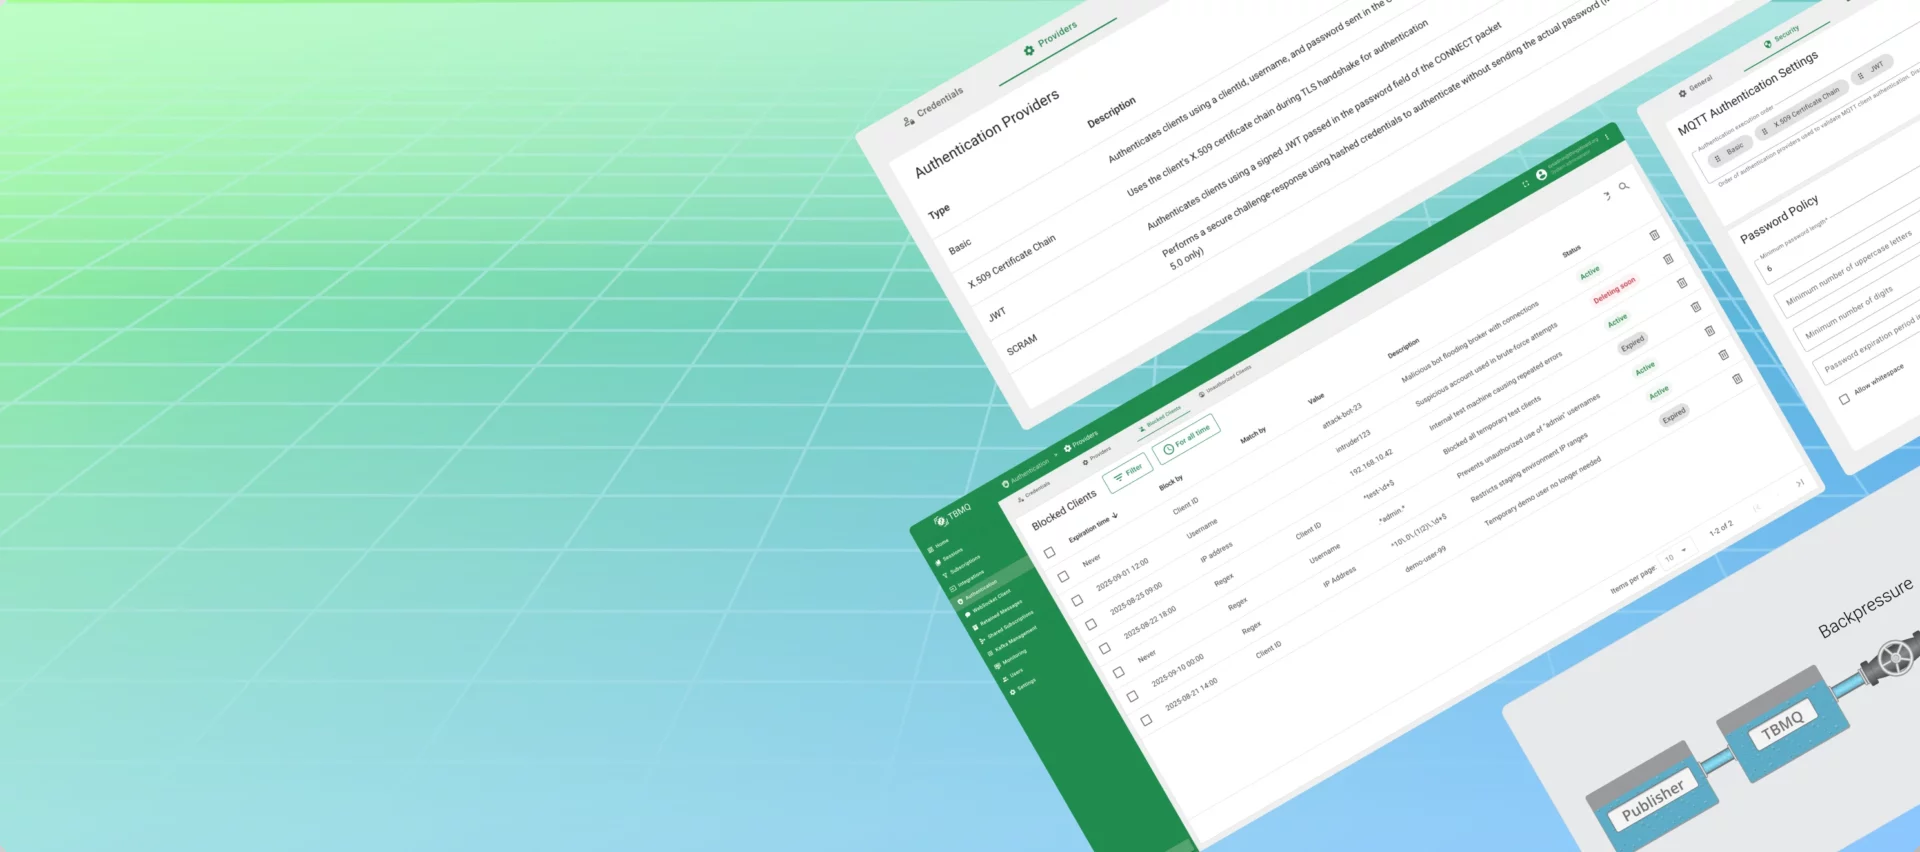 Credentials
Providers
Authentication Providers
Type
Description
Basic
Authenticates clients using a clientId, username, and password sent in the
X.509 Certificate Chain
Uses the client's X.509 certificate chain during TLS handshake for authentication
JWT
Authenticates clients using a signed JWT passed in the password field of the CONNECT packet
SCRAM
Performs a secure challenge-response using hashed credentials to authenticate without sending the actual password
5.0 only)
General
Security
MQTT Authentication Settings
Authentication execution order
Basic
X.509 Certificate Chain
JWT
Order of authentication providers used to validate MQTT client authentication.
Password Policy
Minimum password length*
6
Minimum number of uppercase letters
Minimum number of digits
Password expiration period
Allow whitespace
TBMQ
Authentication
Providers
Home
Sessions
Subscriptions
Integrations
Authentication
WebSocket Client
Retained Messages
Shared Subscriptions
Kafka Management
Monitoring
Users
Settings
Credentials
Providers
Blocked Clients
Unauthorized Clients
Blocked Clients
Filter
For all time
Expiration time
Block by
Match by
Value
Description
Status
Never
Client ID
attack-bot-23
Malicious bot flooding broker with connections
Active
2025-09-01 12:00
Username
intruder123
Suspicious account used in brute-force attempts
Deleting soon
2025-08-25 09:00
IP address
192.168.10.42
Internal test machine causing repeated errors
Active
2025-08-22 18:00
Regex
Client ID
^test-\d+$
Blocked all temporary test clients
Expired
Never
Regex
Username
Prevents unauthorized use of "admin" usernames
Active
2025-09-10 00:00
Regex
IP Address
Restricts staging environment IP ranges
Active
2025-08-21 14:00
Client ID
demo-user-99
Temporary demo user no longer needed
Expired
Items per page:
10
1-2 of 2
Backpressure
Publisher
TBMQ